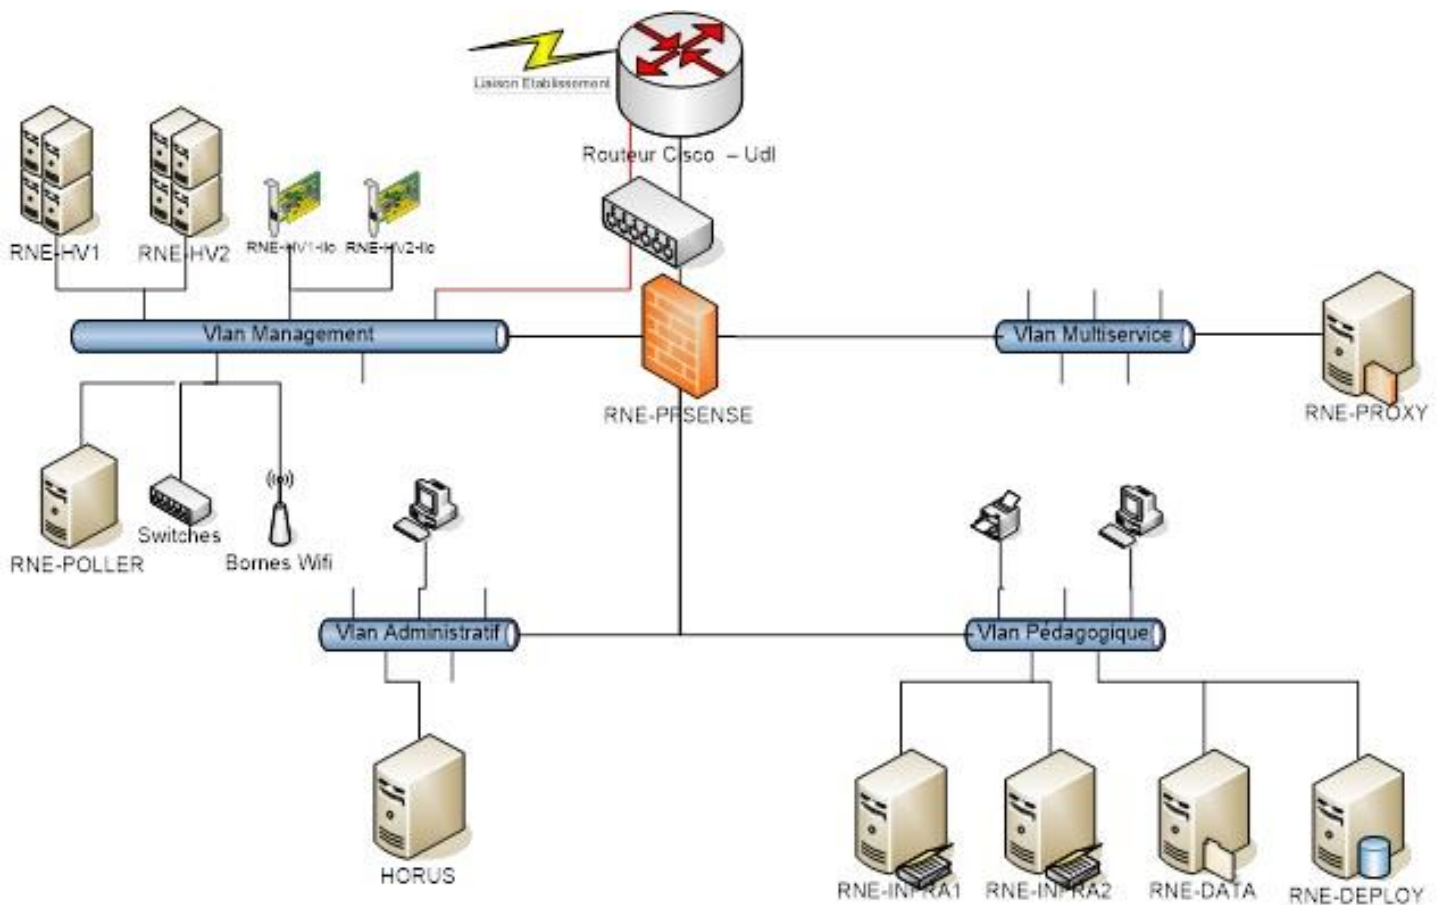 Liaison Etablissement
Routeur Cisco – Udl
RNE-HV1
RNE-HV2
RNE-HV1-Ilo
RNE-HV2-Ilo
Vlan Management
Vlan Multiservice
RNE-PFSENSE
RNE-PROXY
RNE-POLLER
Switches
Bornes Wifi
Vlan Administratif
Vlan Pédagogique
HORUS
RNE-INFRA1
RNE-INFRA2
RNE-DATA
RNE-DEPLOY